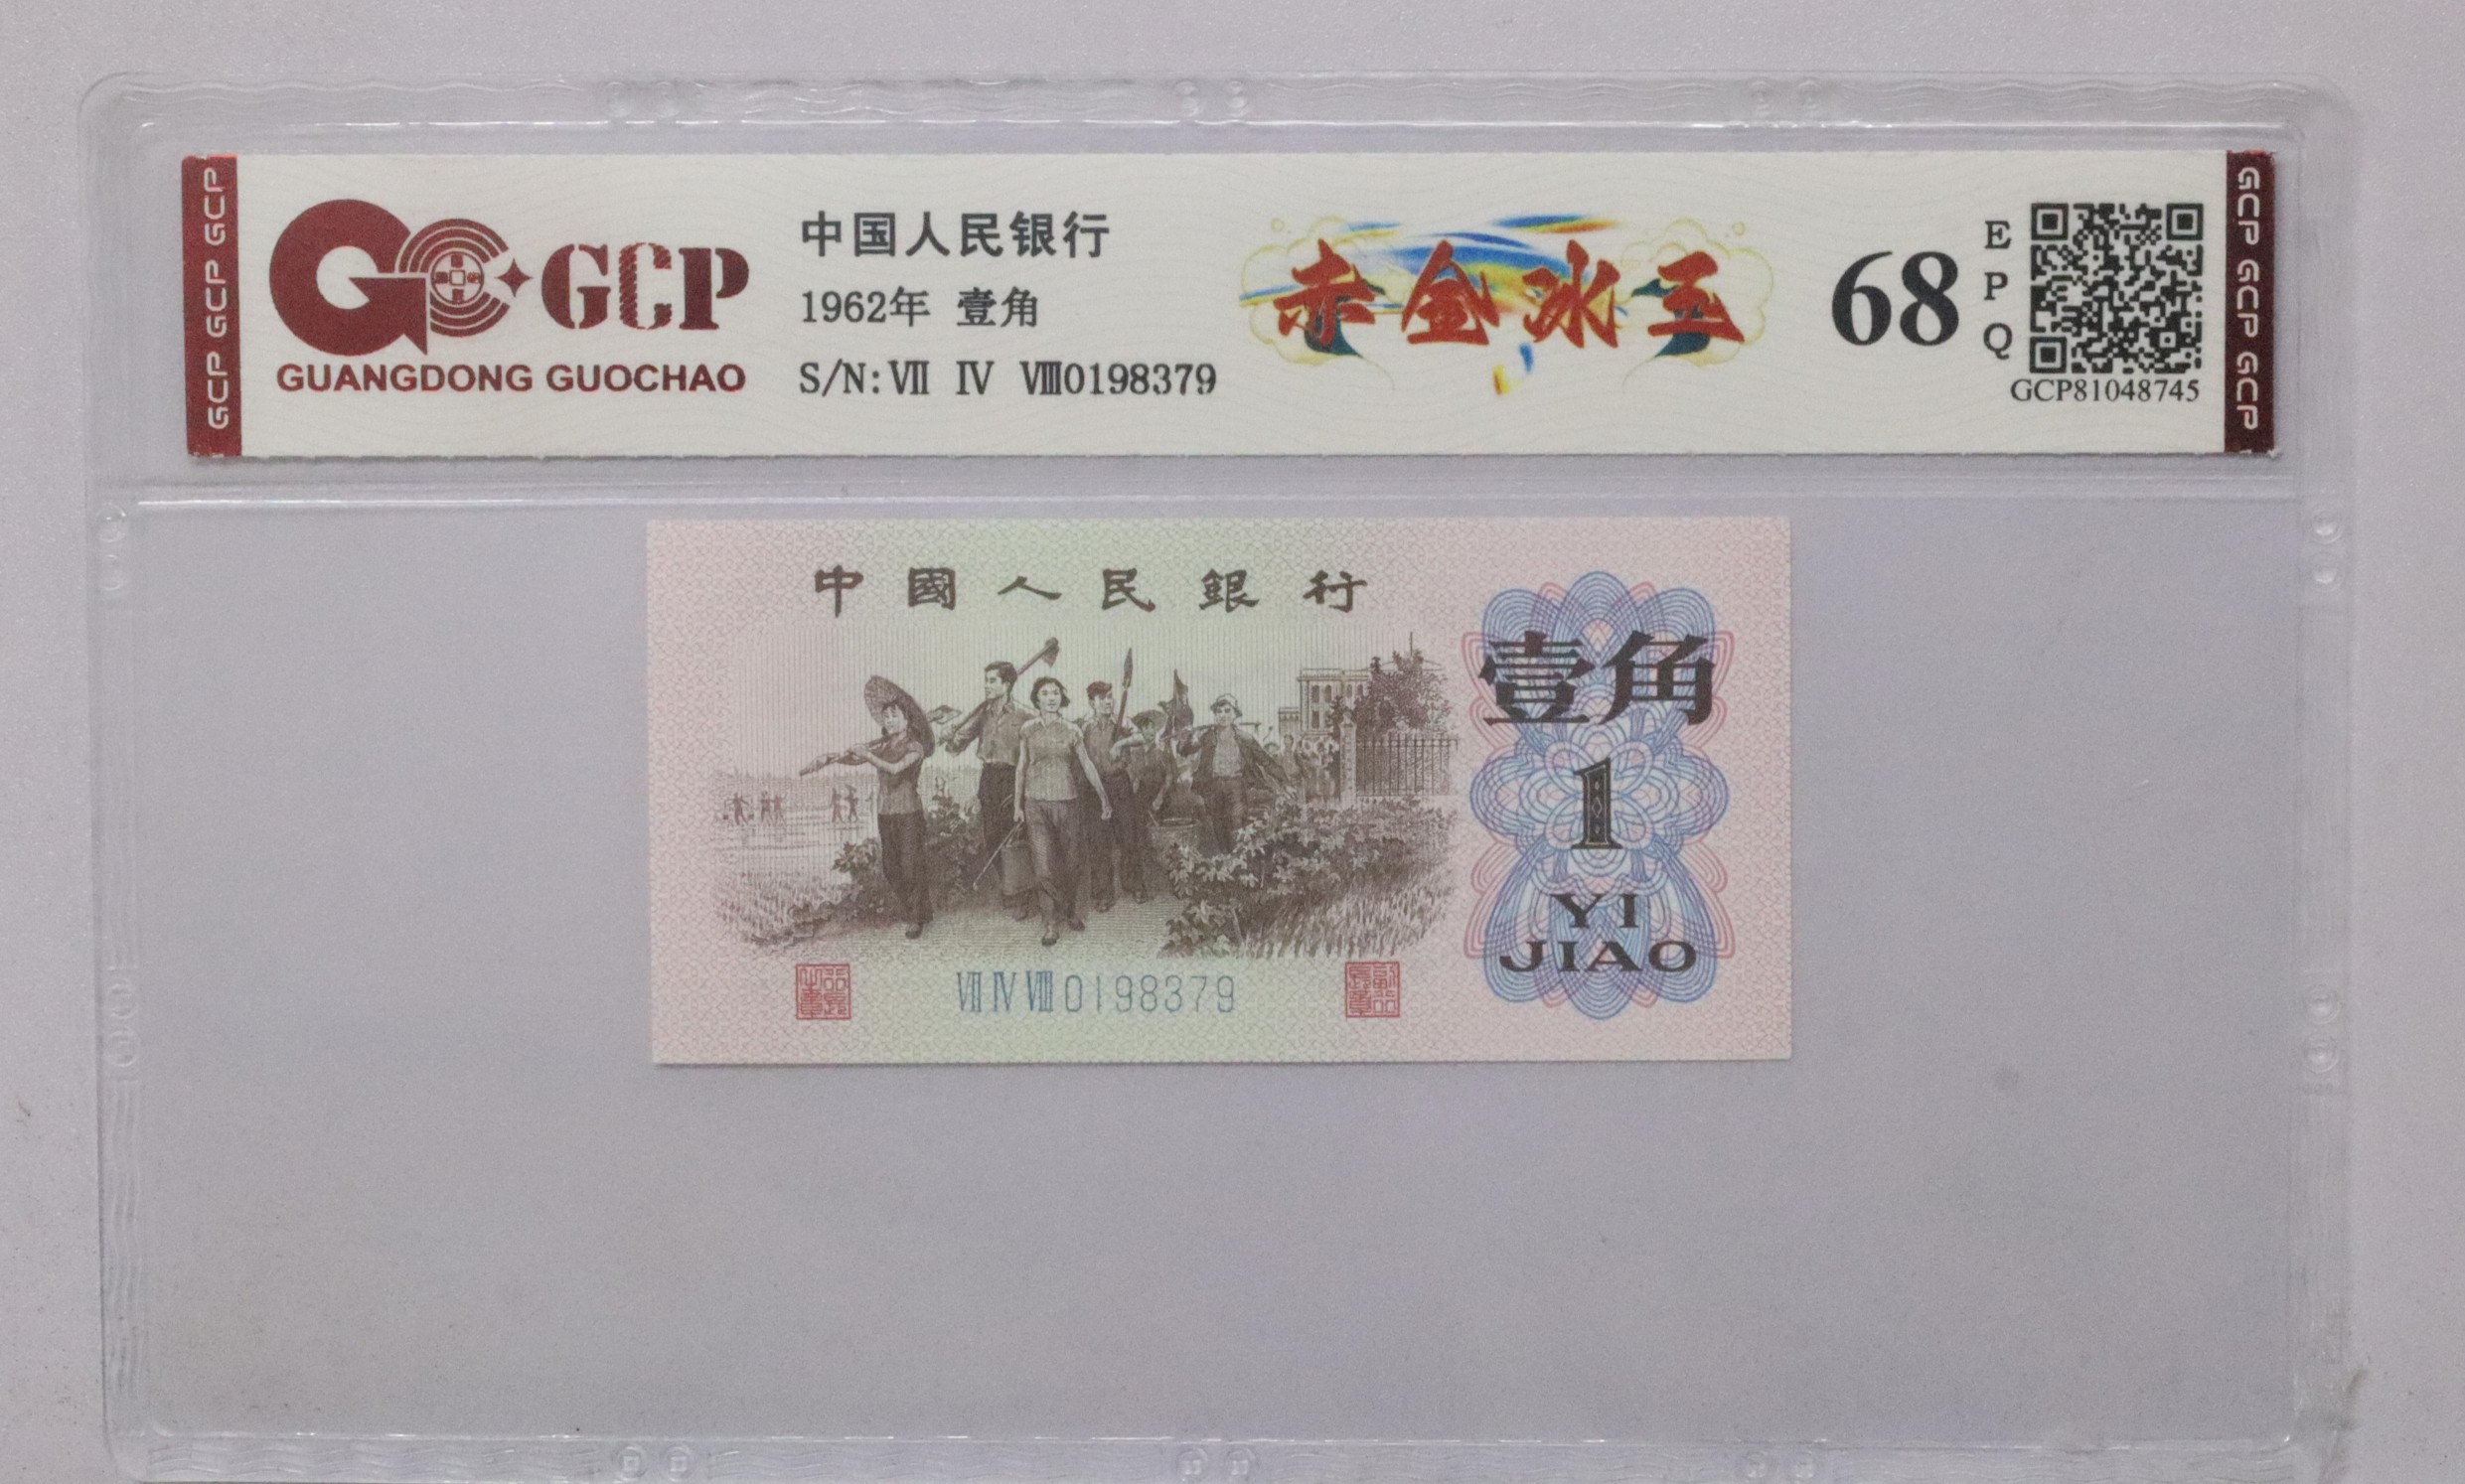 GCP GCP GCP
GCP
GUANGDONG GUOCHAO
中国人民银行
1962年 壹角
S/N: Ⅶ Ⅳ Ⅷ0198379
赤金冰王
68
E
P
Q
GCP81048745
GCP GCP GCP
中國人民銀行
壹角
1
YI
JIAO
Ⅶ Ⅳ Ⅷ 0198379